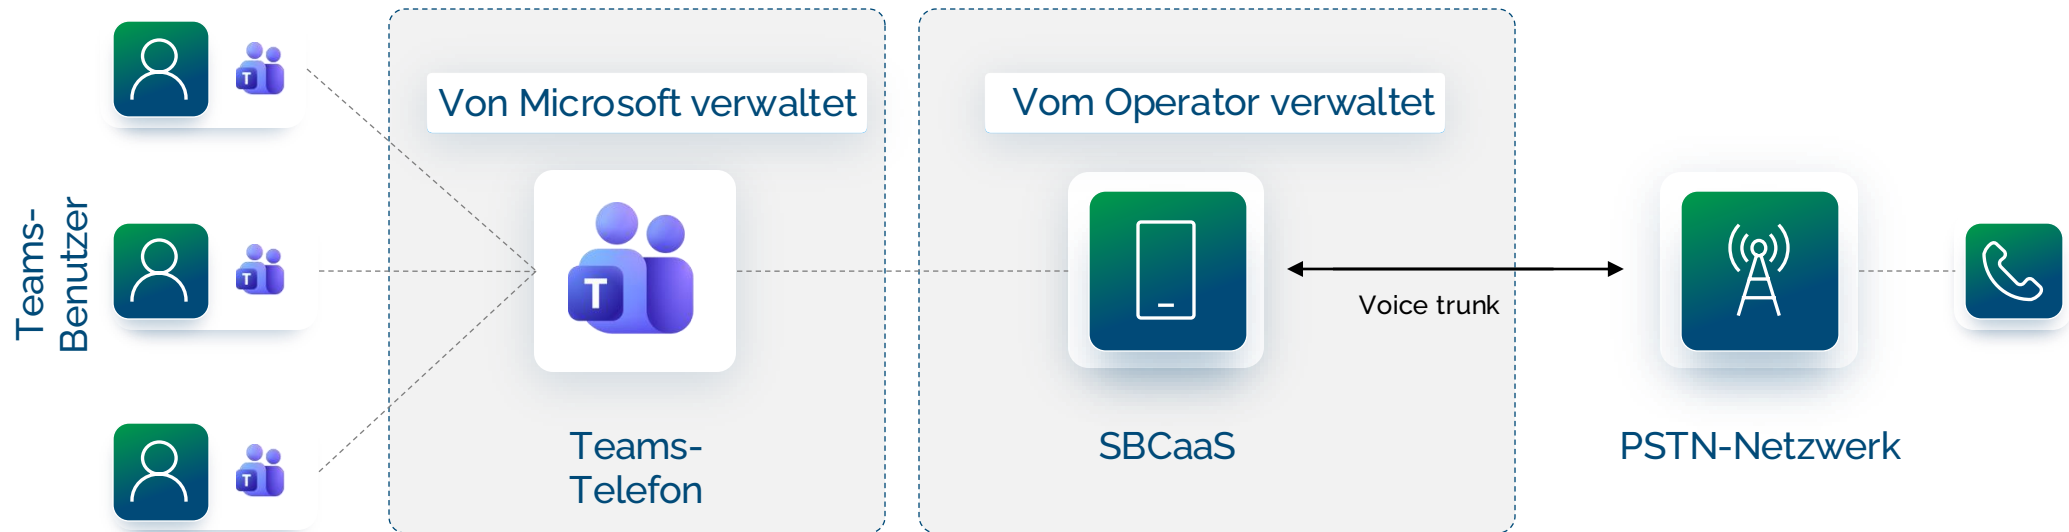 Teams-
Benutzer
T
T
T
Von Microsoft verwaltet
T
Teams-
Telefon
Vom Operator verwaltet
SBCaaS
Voice trunk
PSTN-Netzwerk